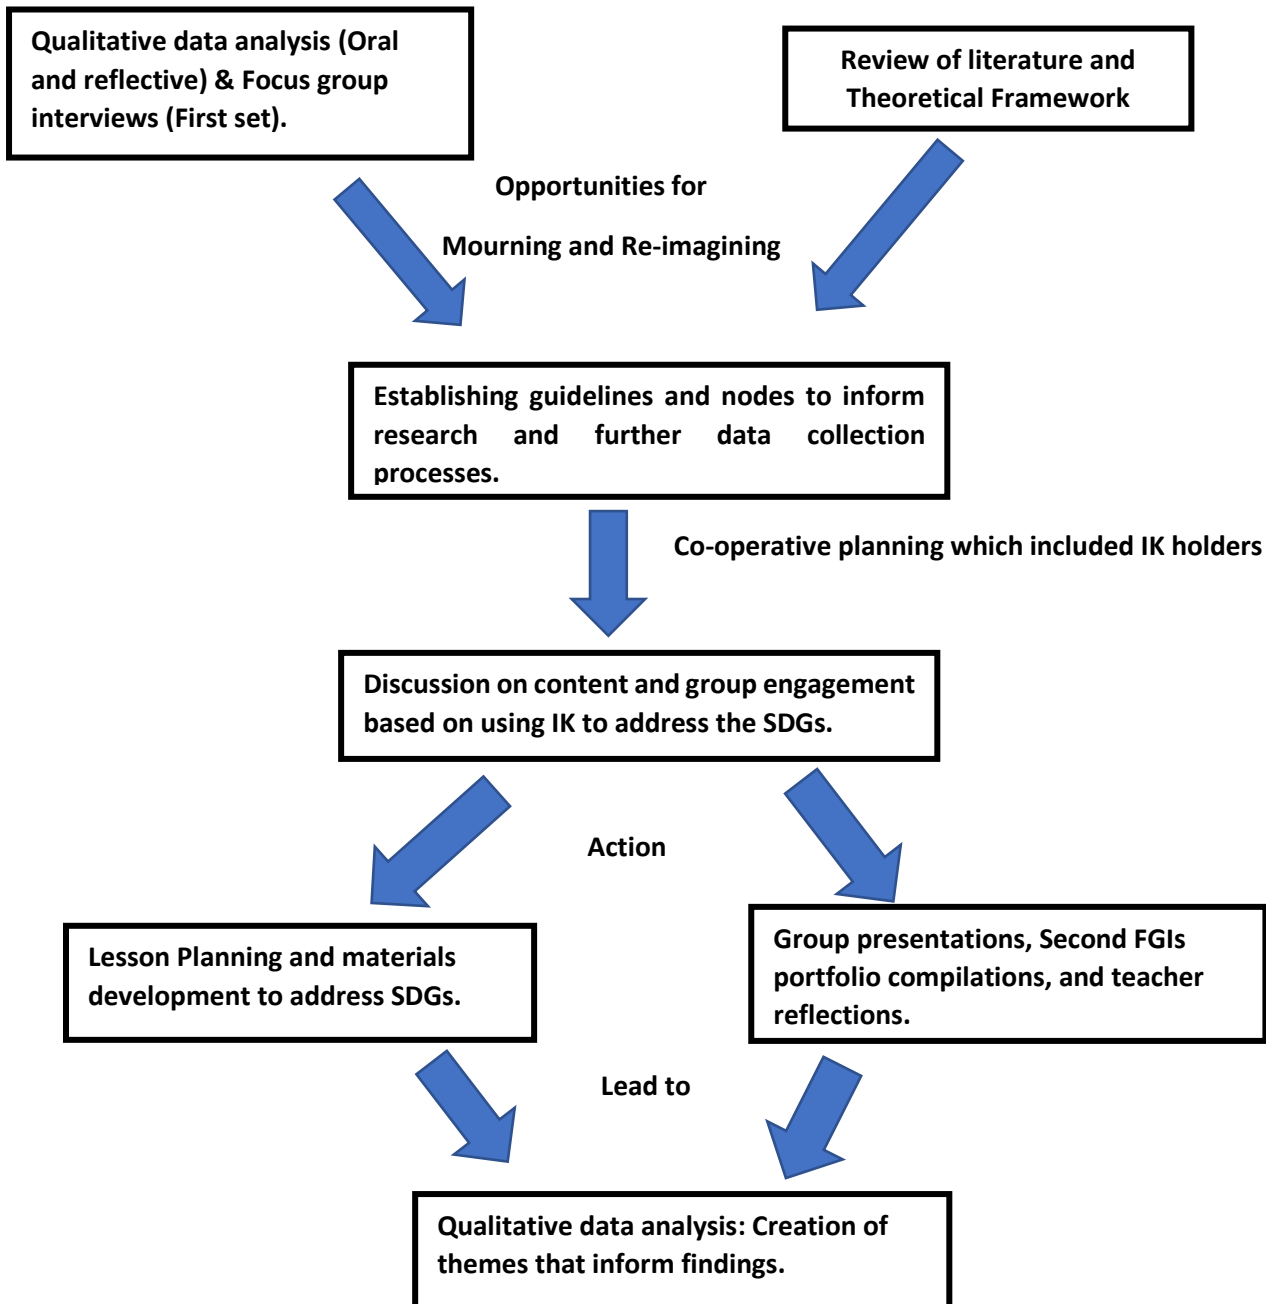 Qualitative data analysis (Oral
and reflective) & Focus group
interviews (First set).
Review of literature and
Theoretical Framework
Opportunities for
Mourning and Re-imagining
Establishing guidelines and nodes to inform
research and further data collection
processes.
Co-operative planning which included IK holders
Discussion on content and group engagement
based on using IK to address the SDGs.
Action
Lesson Planning and materials
development to address SDGs.
Group presentations, Second FGIs
portfolio compilations, and teacher
reflections.
Lead to
Qualitative data analysis: Creation of
themes that inform findings.